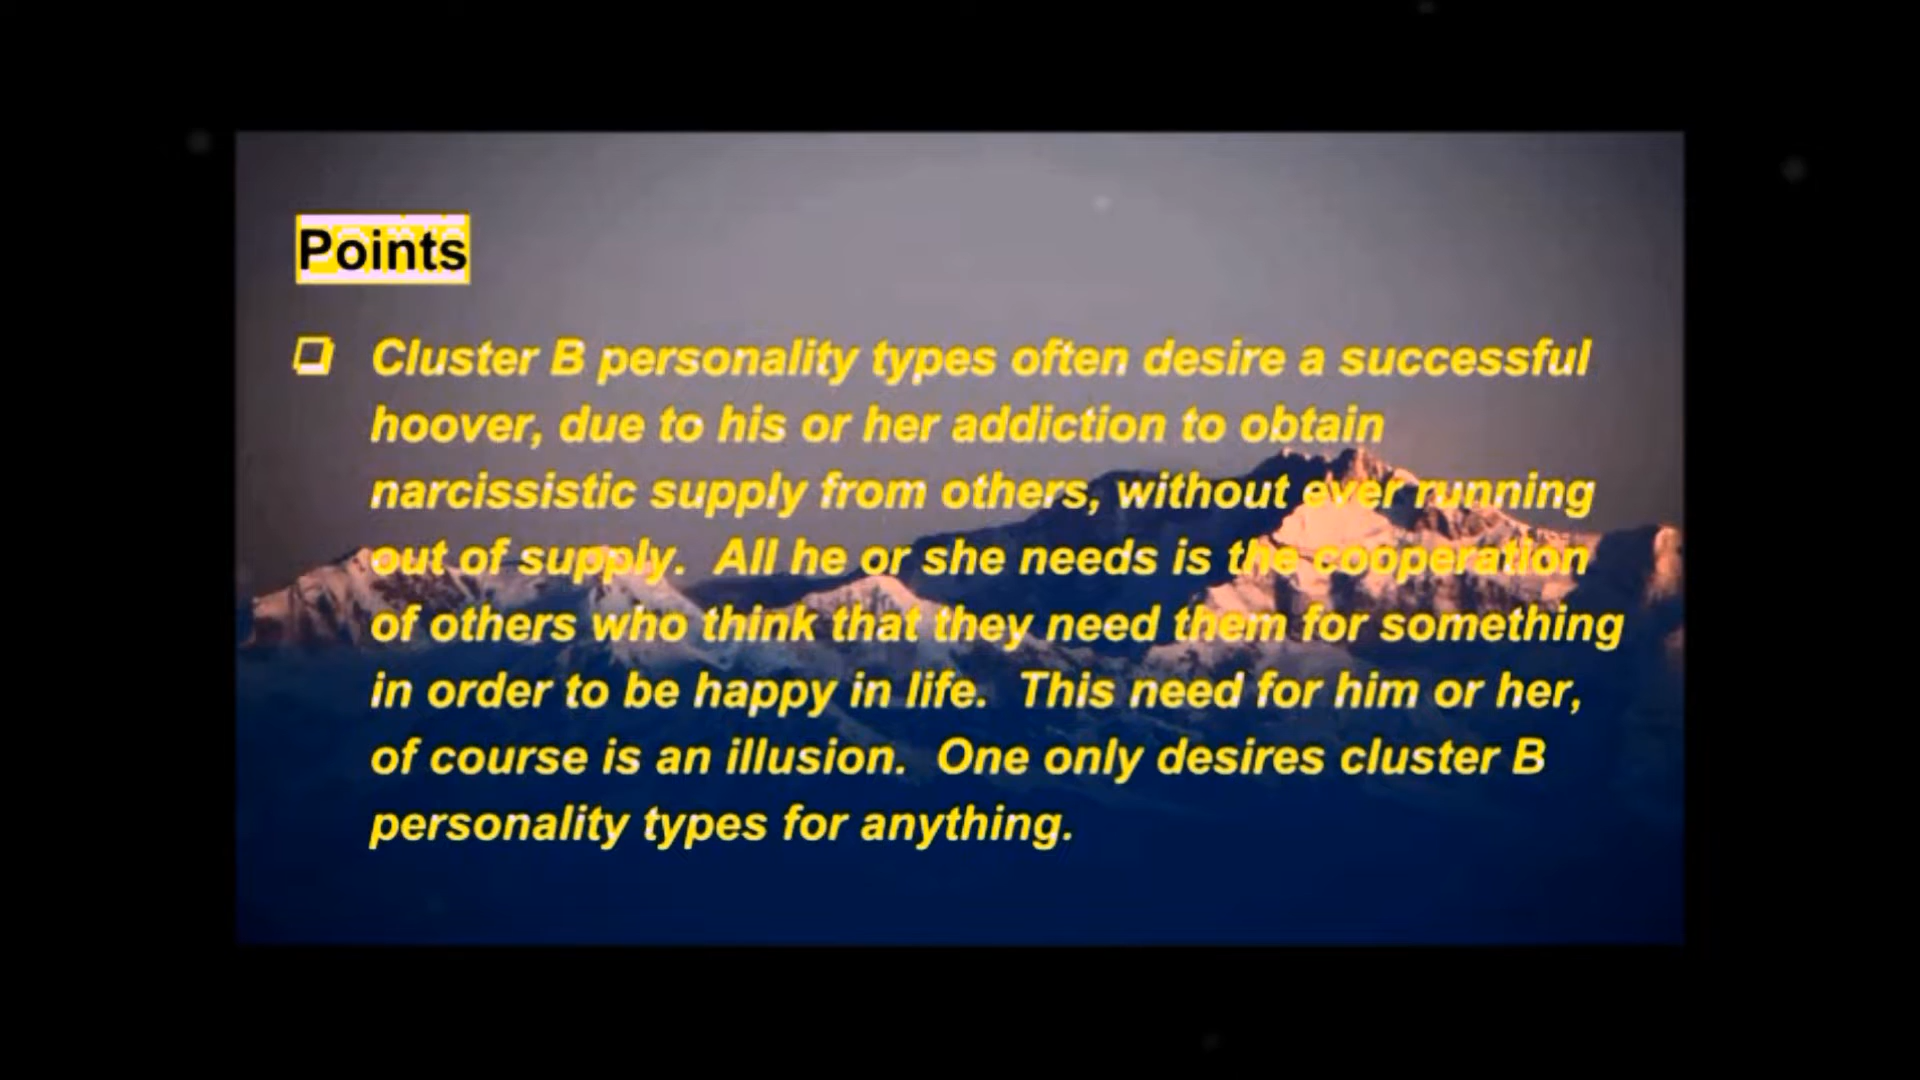 Points
❑ Cluster B personality types often desire a successful
hoover, due to his or her addiction to obtain
narcissistic supply from others, without ever running
out of supply. All he or she needs is the cooperation
of others who think that they need them for something
in order to be happy in life. This need for him or her,
of course is an illusion. One only desires cluster B
personality types for anything.